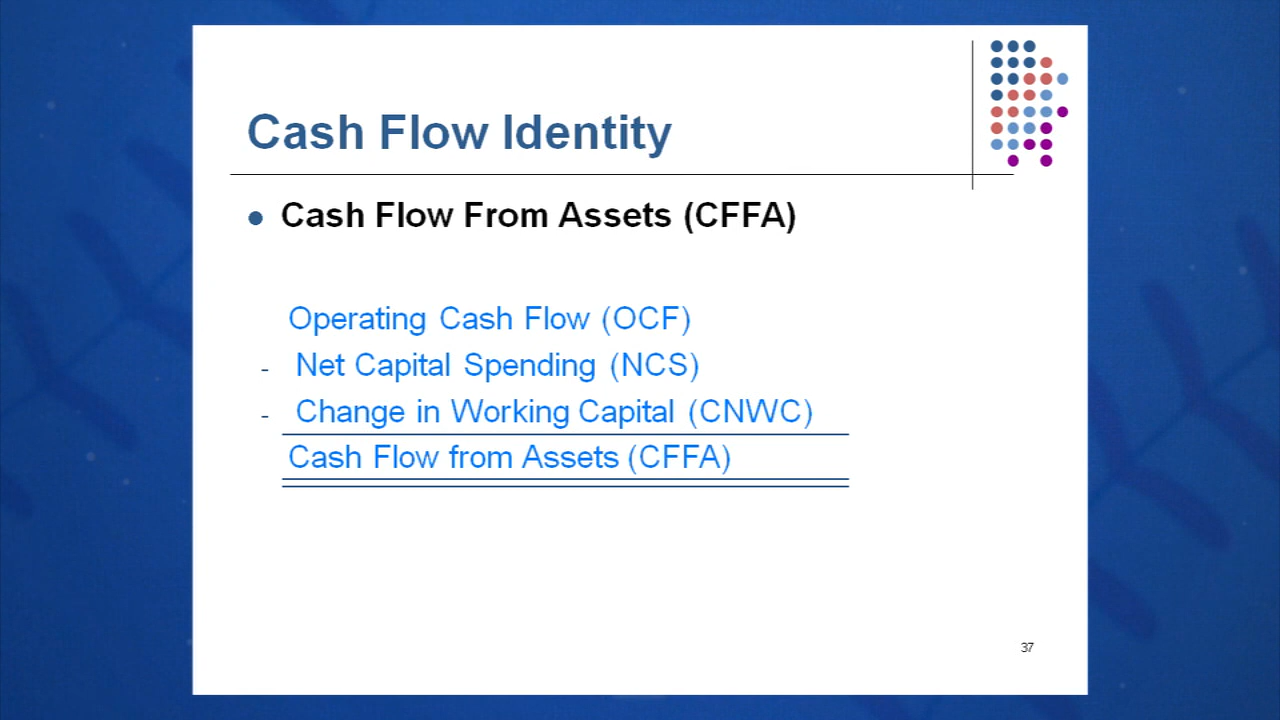 Cash Flow Identity
Cash Flow From Assets (CFFA)
Operating Cash Flow (OCF)
- Net Capital Spending (NCS)
- Change in Working Capital (CNWC)
Cash Flow from Assets (CFFA)
37